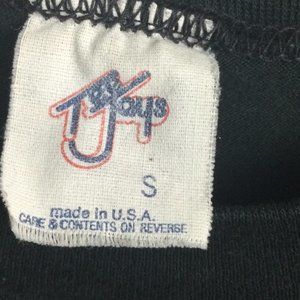 Tee Jays
S
made in U.S.A.
CARE & CONTENTS ON REVERSE